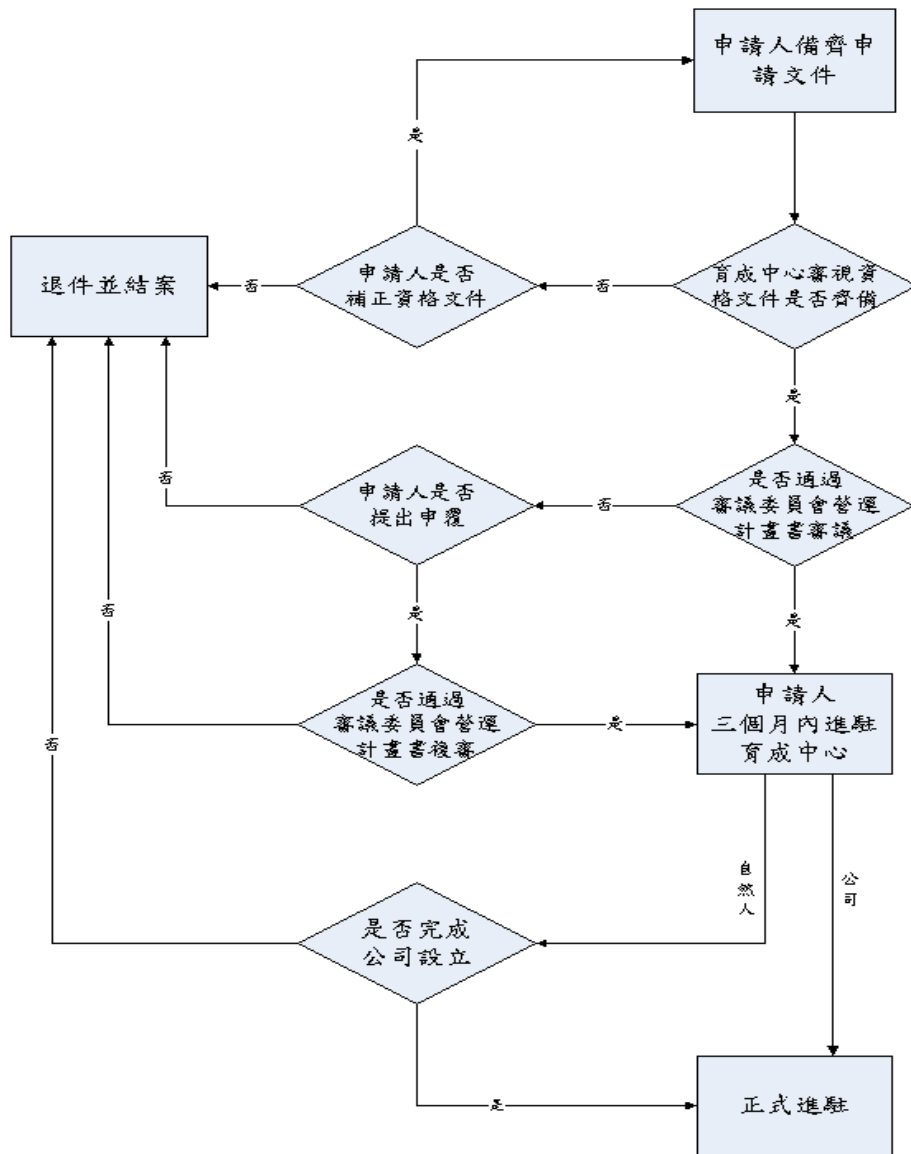 申請人備齊申
請文件
是
退件並結案
否
申請人是否
補正資格文件
否
育成中心審視資
格文件是否齊備
是
否
申請人是否
提出申覆
否
是否通過
審議委員會營運
計畫書審議
否
是
是
是否通過
審議委員會營運
計畫書復審
是
申請人
三個月內進駐
育成中心
否
自然人
公司
是否完成
公司設立
是
正式進駐